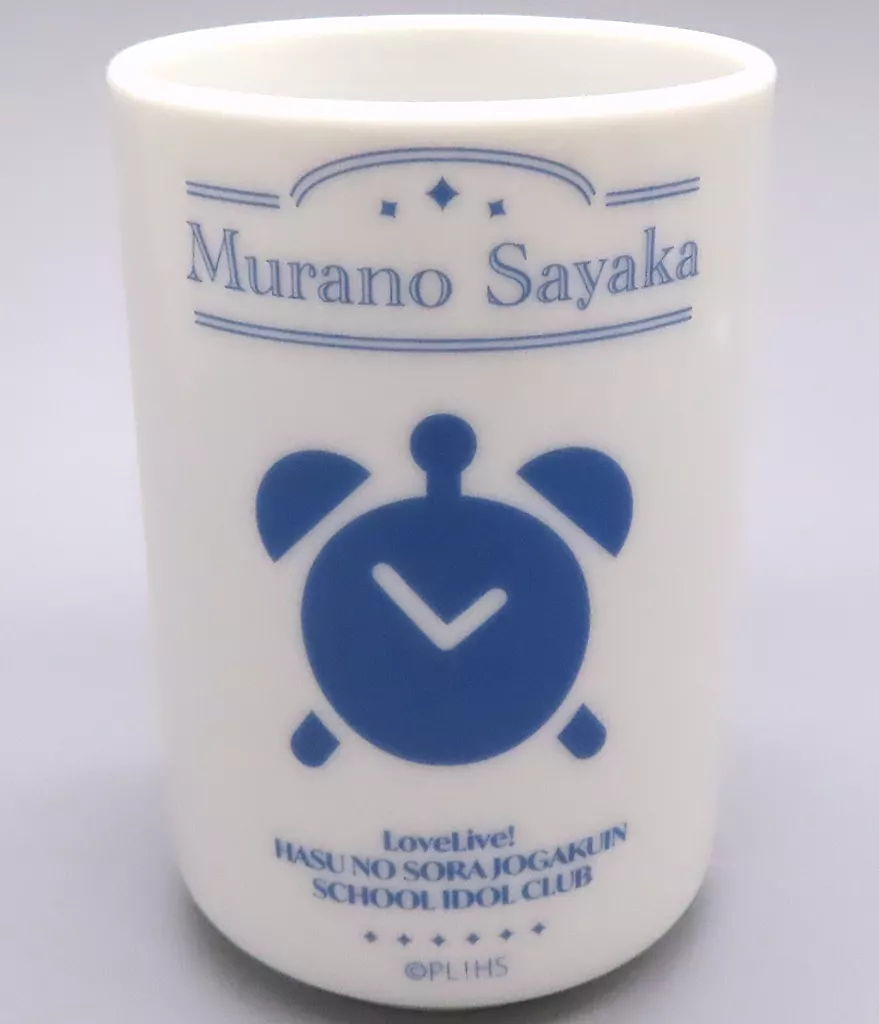 Murano Sayaka
LoveLive!
HASU NO SORA JOGAKUIN
SCHOOL IDOL CLUB
©PL!HS